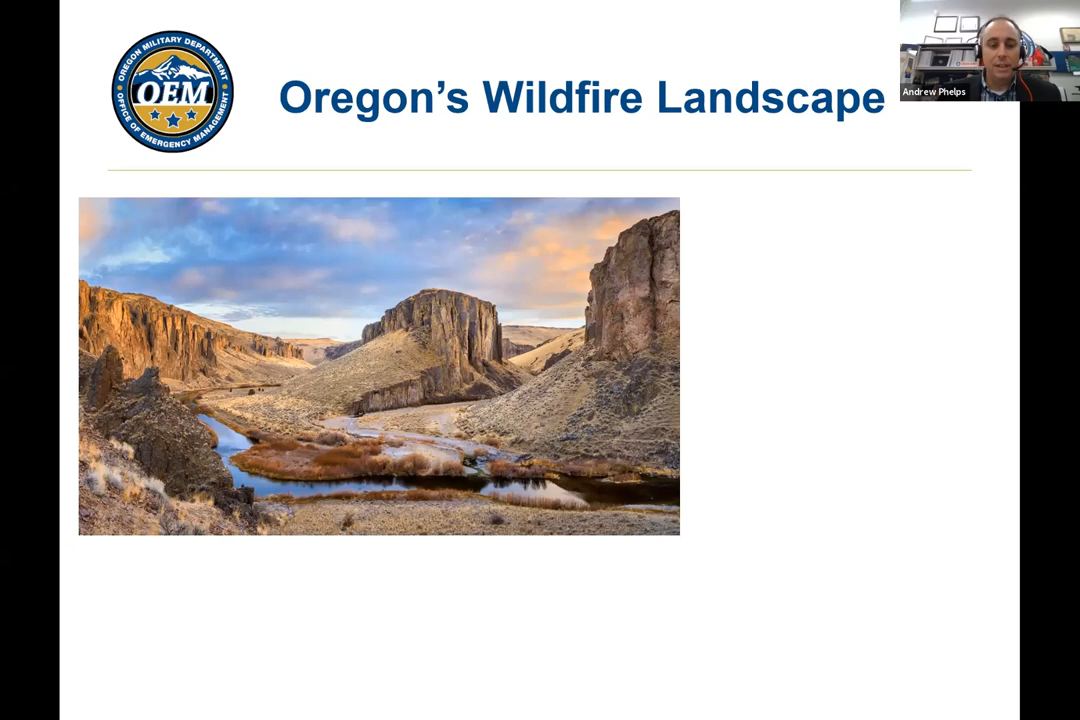 OREGON MILITARY DEPARTMENT
OEM
OFFICE OF EMERGENCY MANAGEMENT
Oregon’s Wildfire Landscape
Andrew Phelps